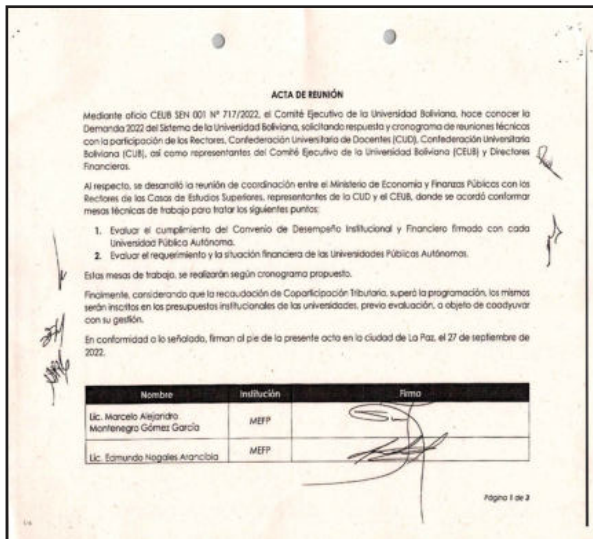 ACTA DE REUNIÓN
Mediante oficio CEUB SEN 001 N° 717/2022, el Comité Ejecutivo de la Universidad Boliviana, hace conocer la
Demanda 2022 del Sistema de la Universidad Boliviana, solicitando respuesta y cronograma de reuniones técnicas
con la participación de los Rectores, Confederación Universitaria de Docentes (CUD), Confederación Universitaria
Boliviana (CUB), así como representantes del Comité Ejecutivo de la Universidad Boliviana (CEUB) y Directores
Financieros.
Al respecto, se desarrolló la reunión de coordinación entre el Ministerio de Economía y Finanzas Públicas con los
Rectores de las Casas de Estudios Superiores, representantes de la CUD y el CEUB, donde se acordó conformar
mesas técnicas de trabajo para tratar los siguientes puntos:
1. Evaluar el cumplimiento del Convenio de Desempeño Institucional y Financiero firmado con cada
Universidad Pública Autónoma.
2. Evaluar el requerimiento y la situación financiera de las Universidades Públicas Autónomas.
Estas mesas de trabajo, se realizarán según cronograma propuesto.
Finalmente, considerando que la recaudación de Coparticipación Tributaria, superó la programación, los mismos
serán inscritos en los presupuestos institucionales de las universidades, previa evaluación, a objeto de coadyuvar
con su gestión.
En conformidad a lo señalado, firman al pie de la presente acta en la ciudad de La Paz, el 27 de septiembre de
2022.
Nombre Institución Firma
Lic. Marcelo Alejandro
Montenegro Gómez García MEFP
Lic. Edmundo Nogales Arancibia MEFP
Página 1 de 3